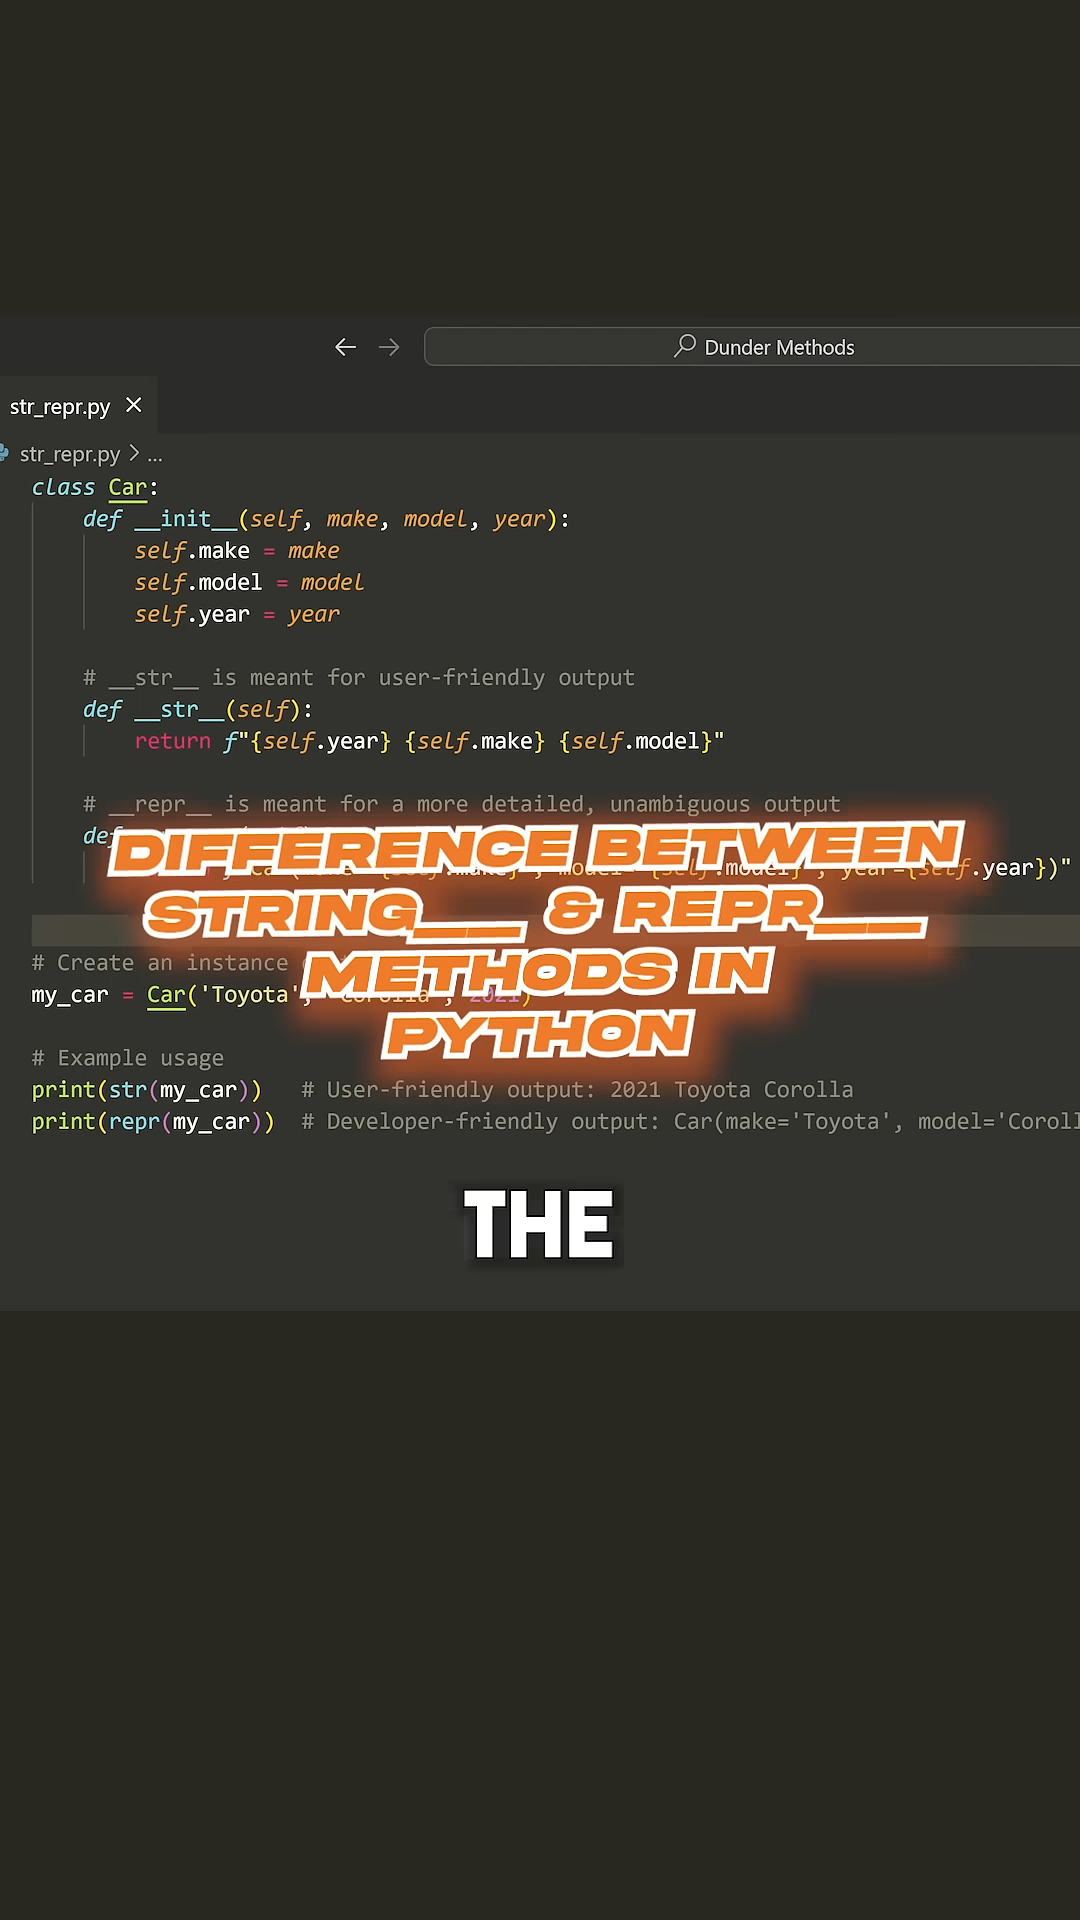 Dunder Methods
str_repr.py
str_repr.py > ...
class Car:
def __init__(self, make, model, year):
self.make = make
self.model = model
self.year = year
# __str__ is meant for user-friendly output
def __str__(self):
return f"{self.year} {self.make} {self.model}"
# __repr__ is meant for a more detailed, unambiguous output
DIFFERENCE BETWEEN
STRING__ & REPR__
METHODS IN
PYTHON
year={self.year})"
# Create an instance
my_car = Car('Toyota', 'Corolla', 2021)
# Example usage
print(str(my_car)) # User-friendly output: 2021 Toyota Corolla
print(repr(my_car)) # Developer-friendly output: Car(make='Toyota', model='Coroll
THE